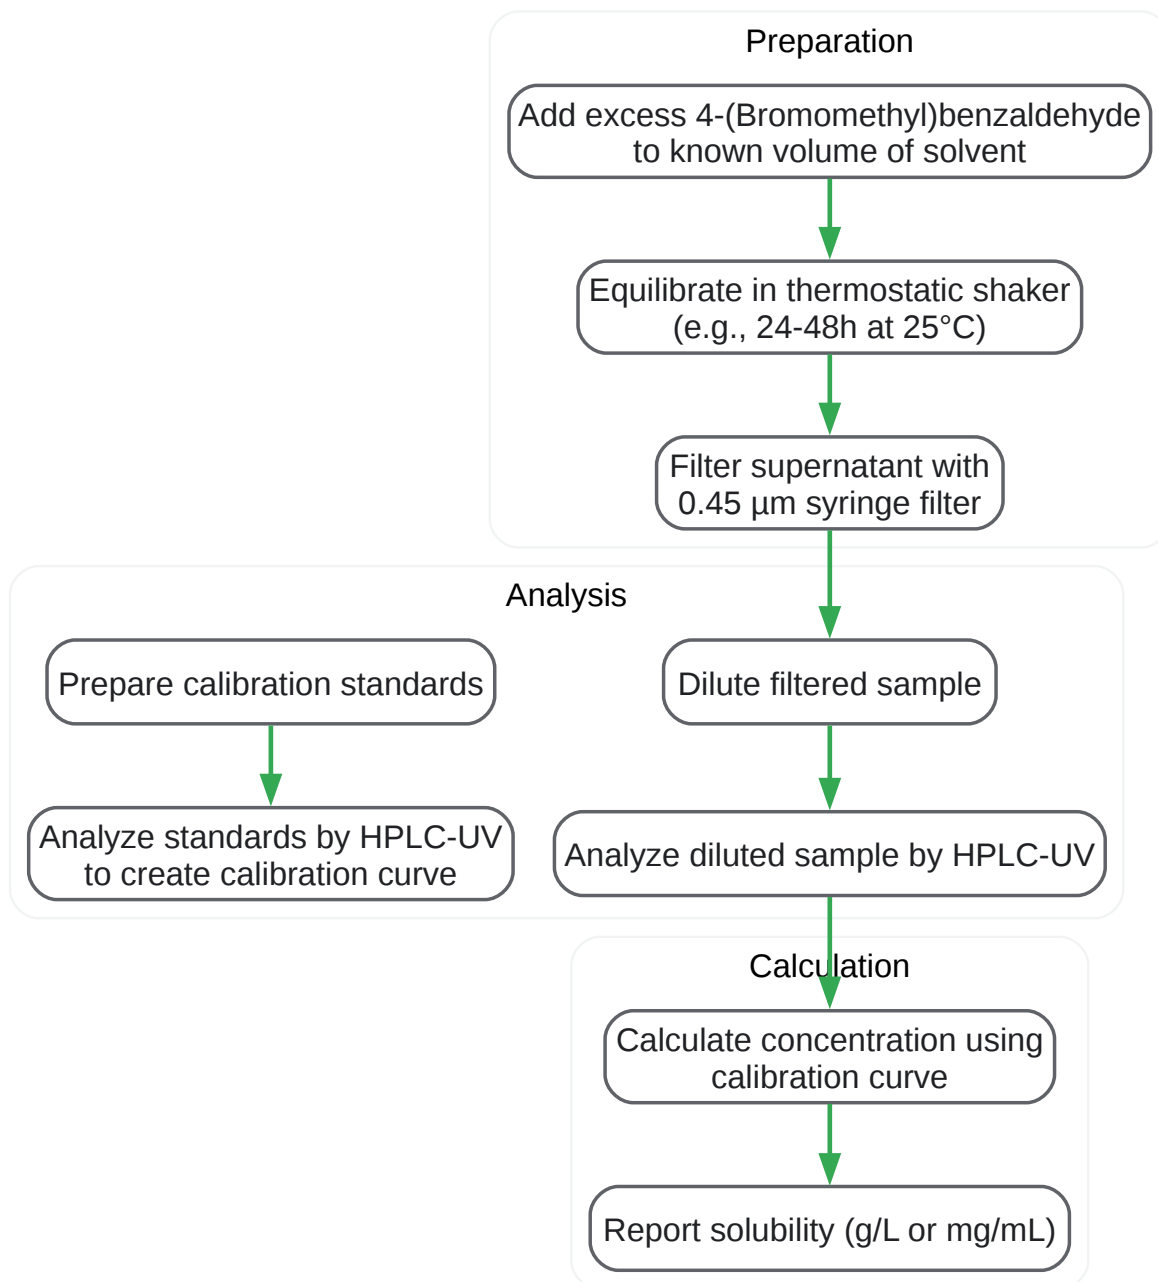 Preparation
Add excess 4-(Bromomethyl)benzaldehyde
to known volume of solvent
Equilibrate in thermostatic shaker
(e.g., 24-48h at 25°C)
Filter supernatant with
0.45 µm syringe filter
Analysis
Prepare calibration standards
Dilute filtered sample
Analyze standards by HPLC-UV
to create calibration curve
Analyze diluted sample by HPLC-UV
Calculation
Calculate concentration using
calibration curve
Report solubility (g/L or mg/mL)